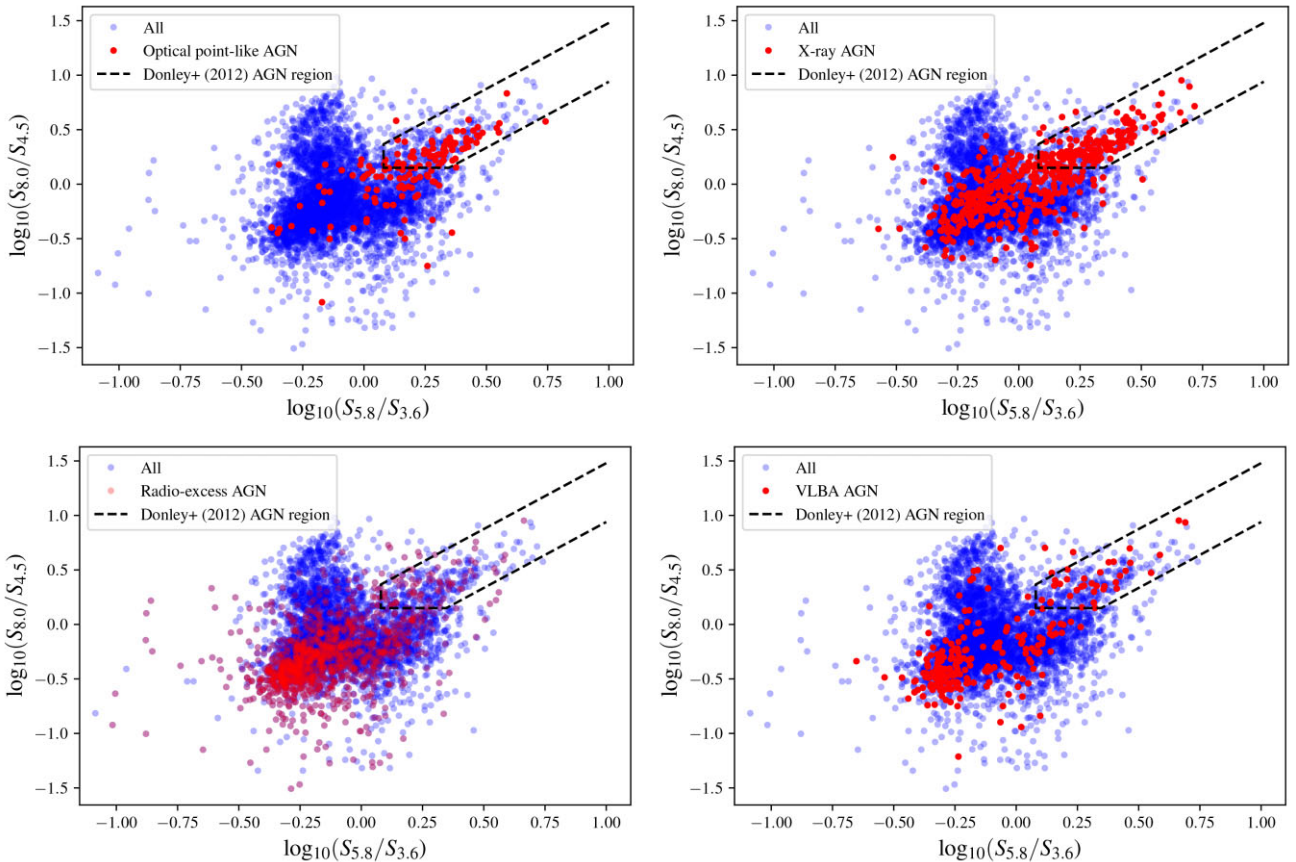 All
Optical point-like AGN
Donley+ (2012) AGN region
1.5
1.0
0.5
0.0
−0.5
−1.0
−1.5
log10(S8.0/S4.5)
−1.00 −0.75 −0.50 −0.25 0.00 0.25 0.50 0.75 1.00
log10(S5.8/S3.6)
All
X-ray AGN
Donley+ (2012) AGN region
1.5
1.0
0.5
0.0
−0.5
−1.0
−1.5
log10(S8.0/S4.5)
−1.00 −0.75 −0.50 −0.25 0.00 0.25 0.50 0.75 1.00
log10(S5.8/S3.6)
All
Radio-excess AGN
Donley+ (2012) AGN region
1.5
1.0
0.5
0.0
−0.5
−1.0
−1.5
log10(S8.0/S4.5)
−1.00 −0.75 −0.50 −0.25 0.00 0.25 0.50 0.75 1.00
log10(S5.8/S3.6)
All
VLBA AGN
Donley+ (2012) AGN region
1.5
1.0
0.5
0.0
−0.5
−1.0
−1.5
log10(S8.0/S4.5)
−1.00 −0.75 −0.50 −0.25 0.00 0.25 0.50 0.75 1.00
log10(S5.8/S3.6)